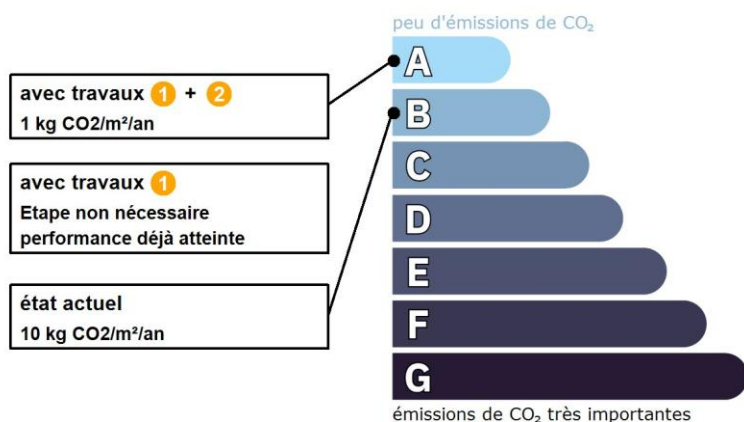 peu d'émissions de CO₂
A
avec travaux 1 + 2
1 kg CO2/m²/an
B
avec travaux 1
Etape non nécessaire
performance déjà atteinte
C
D
E
état actuel
10 kg CO2/m²/an
F
G
émissions de CO₂ très importantes